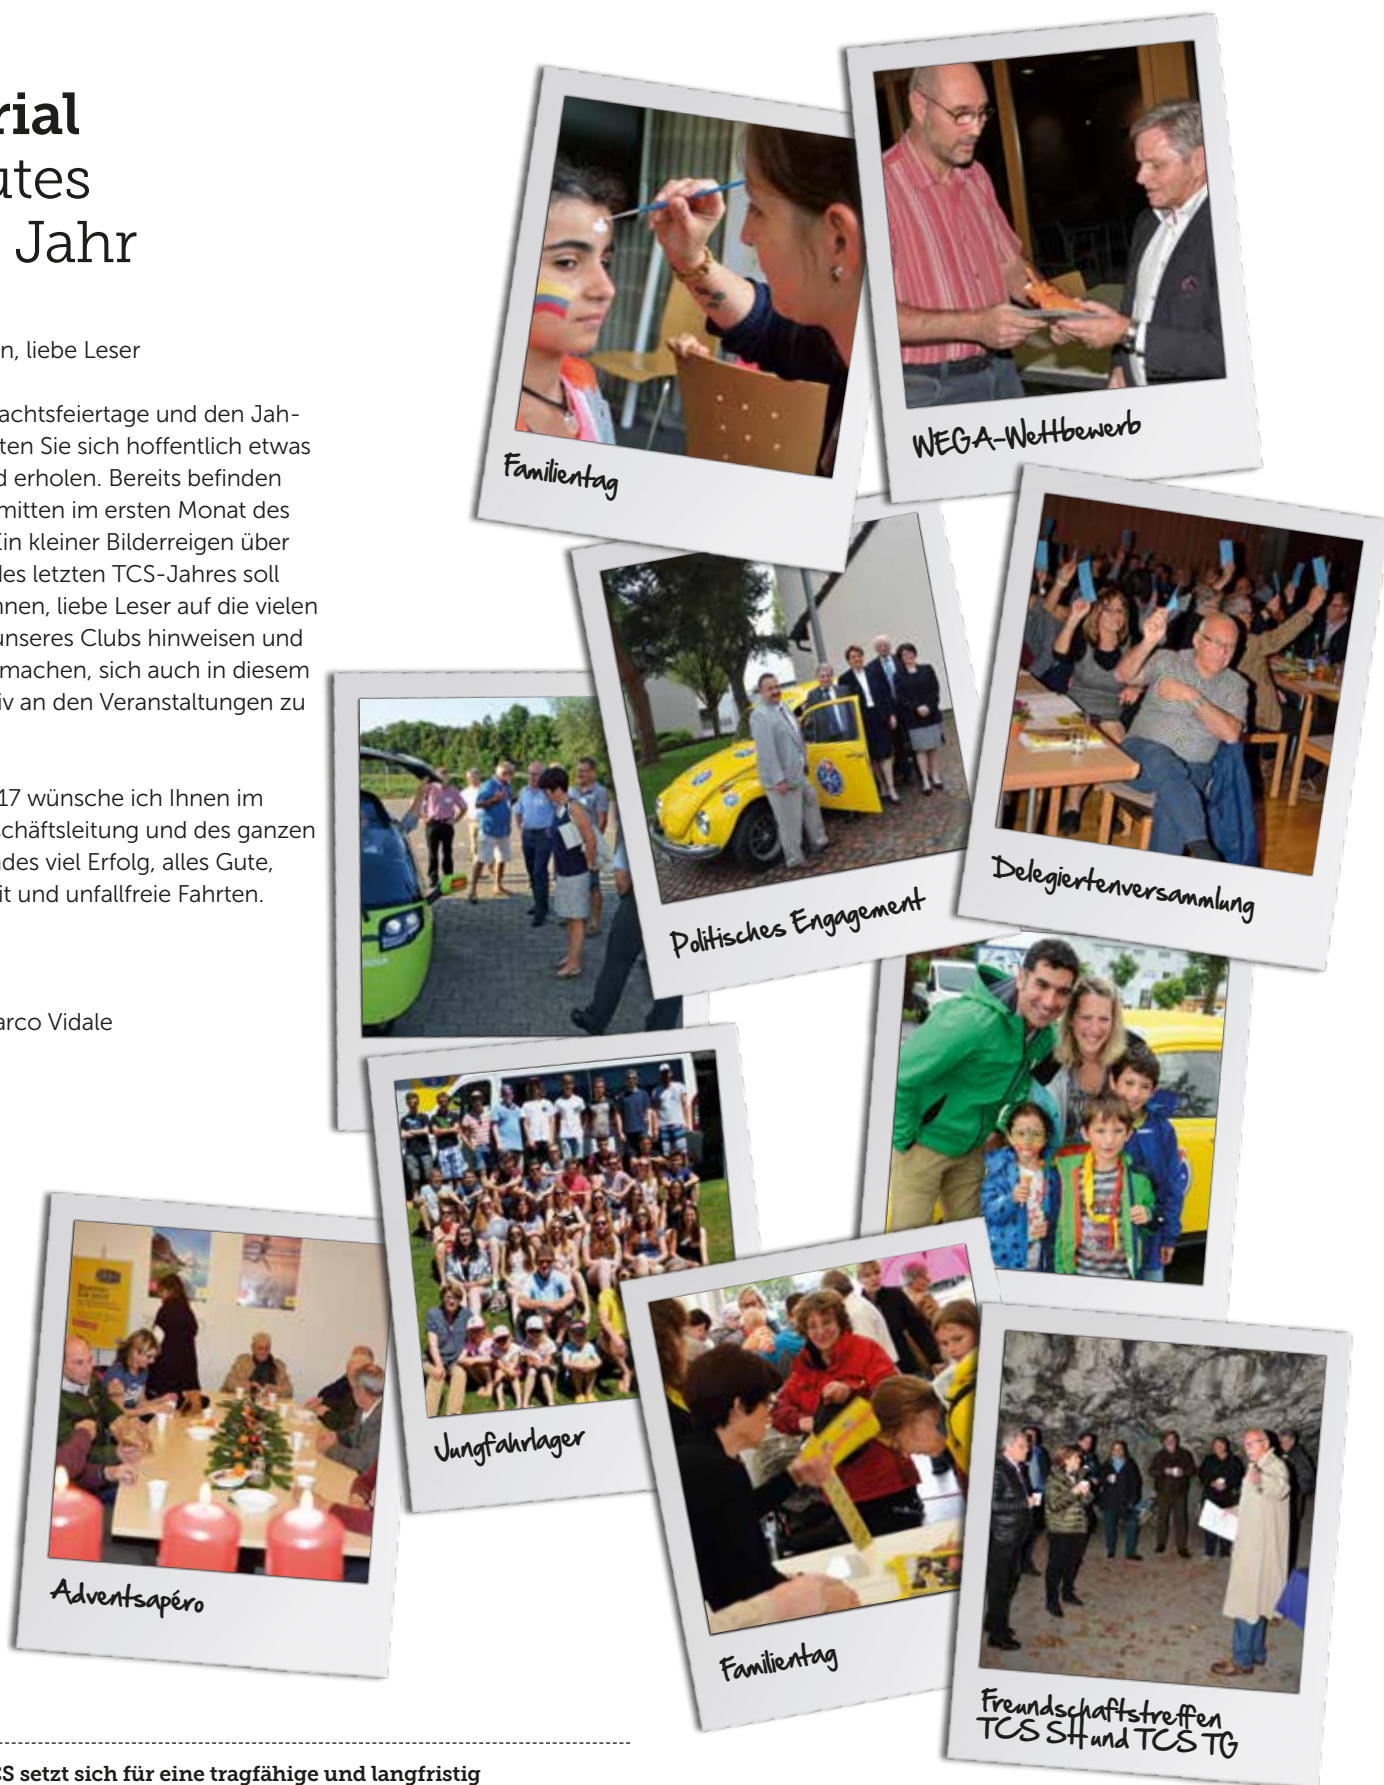 rial
utes
Jahr
n, liebe Leser
achtsfeiertage und den Jah-
ten Sie sich hoffentlich etwas
d erholen. Bereits befinden
mitten im ersten Monat des
Ein kleiner Bilderreigen über
des letzten TCS-Jahres soll
nnen, liebe Leser auf die vielen
unseres Clubs hinweisen und
machen, sich auch in diesem
iv an den Veranstaltungen zu
17 wünsche ich Ihnen im
schäftsleitung und des ganzen
ndes viel Erfolg, alles Gute,
it und unfallfreie Fahrten.
arco Vidale
Familientag
WEGA-Wettbewerb
Politisches Engagement
Delegiertenversammlung
Jungfahrlager
Adventsapéro
Familientag
Freundschaftstreffen
TCS SH und TCS TG
CS setzt sich für eine tragfähige und langfristig